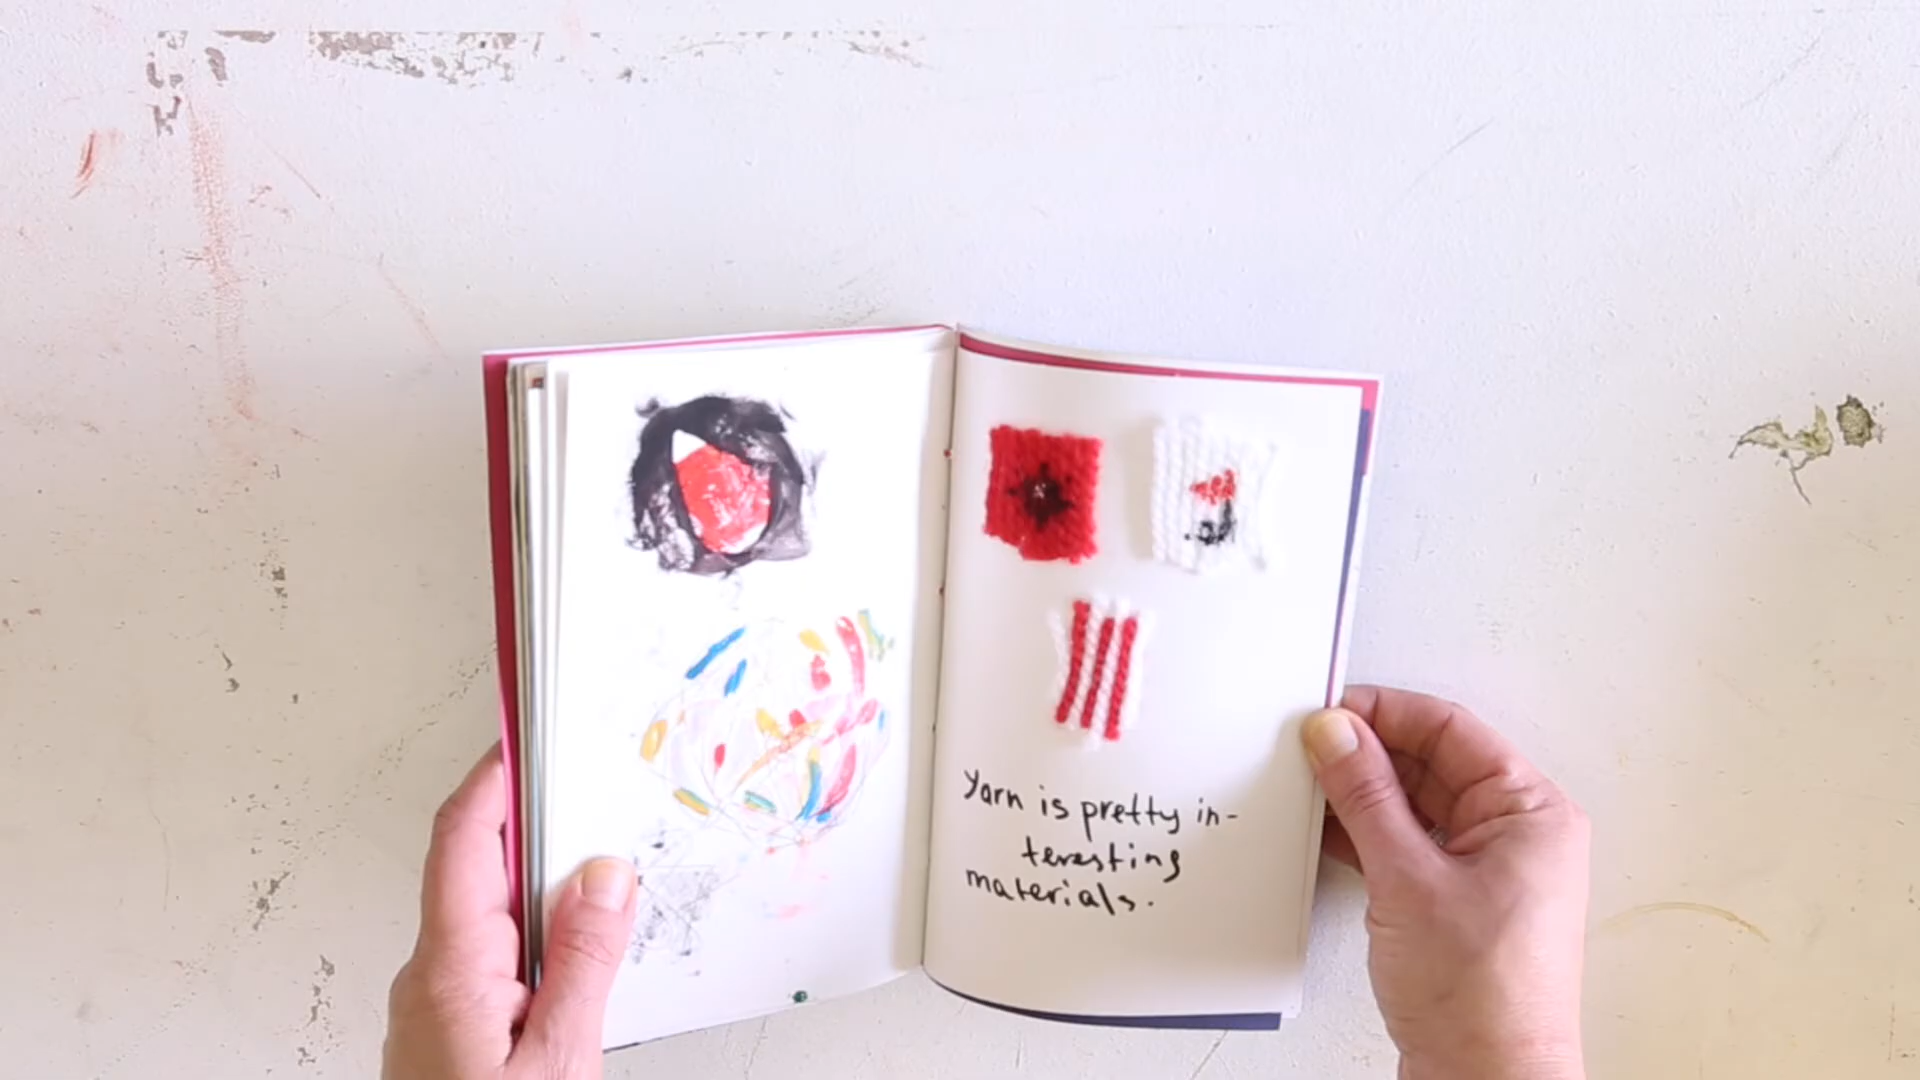 Yarn is pretty in-
teresting
materials.